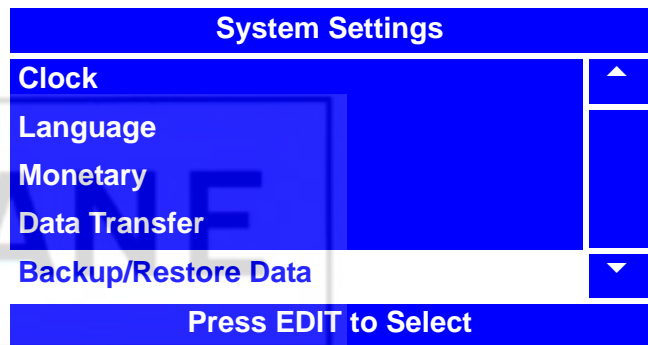 System Settings
Clock
Language
Monetary
Data Transfer
Backup/Restore Data
Press EDIT to Select